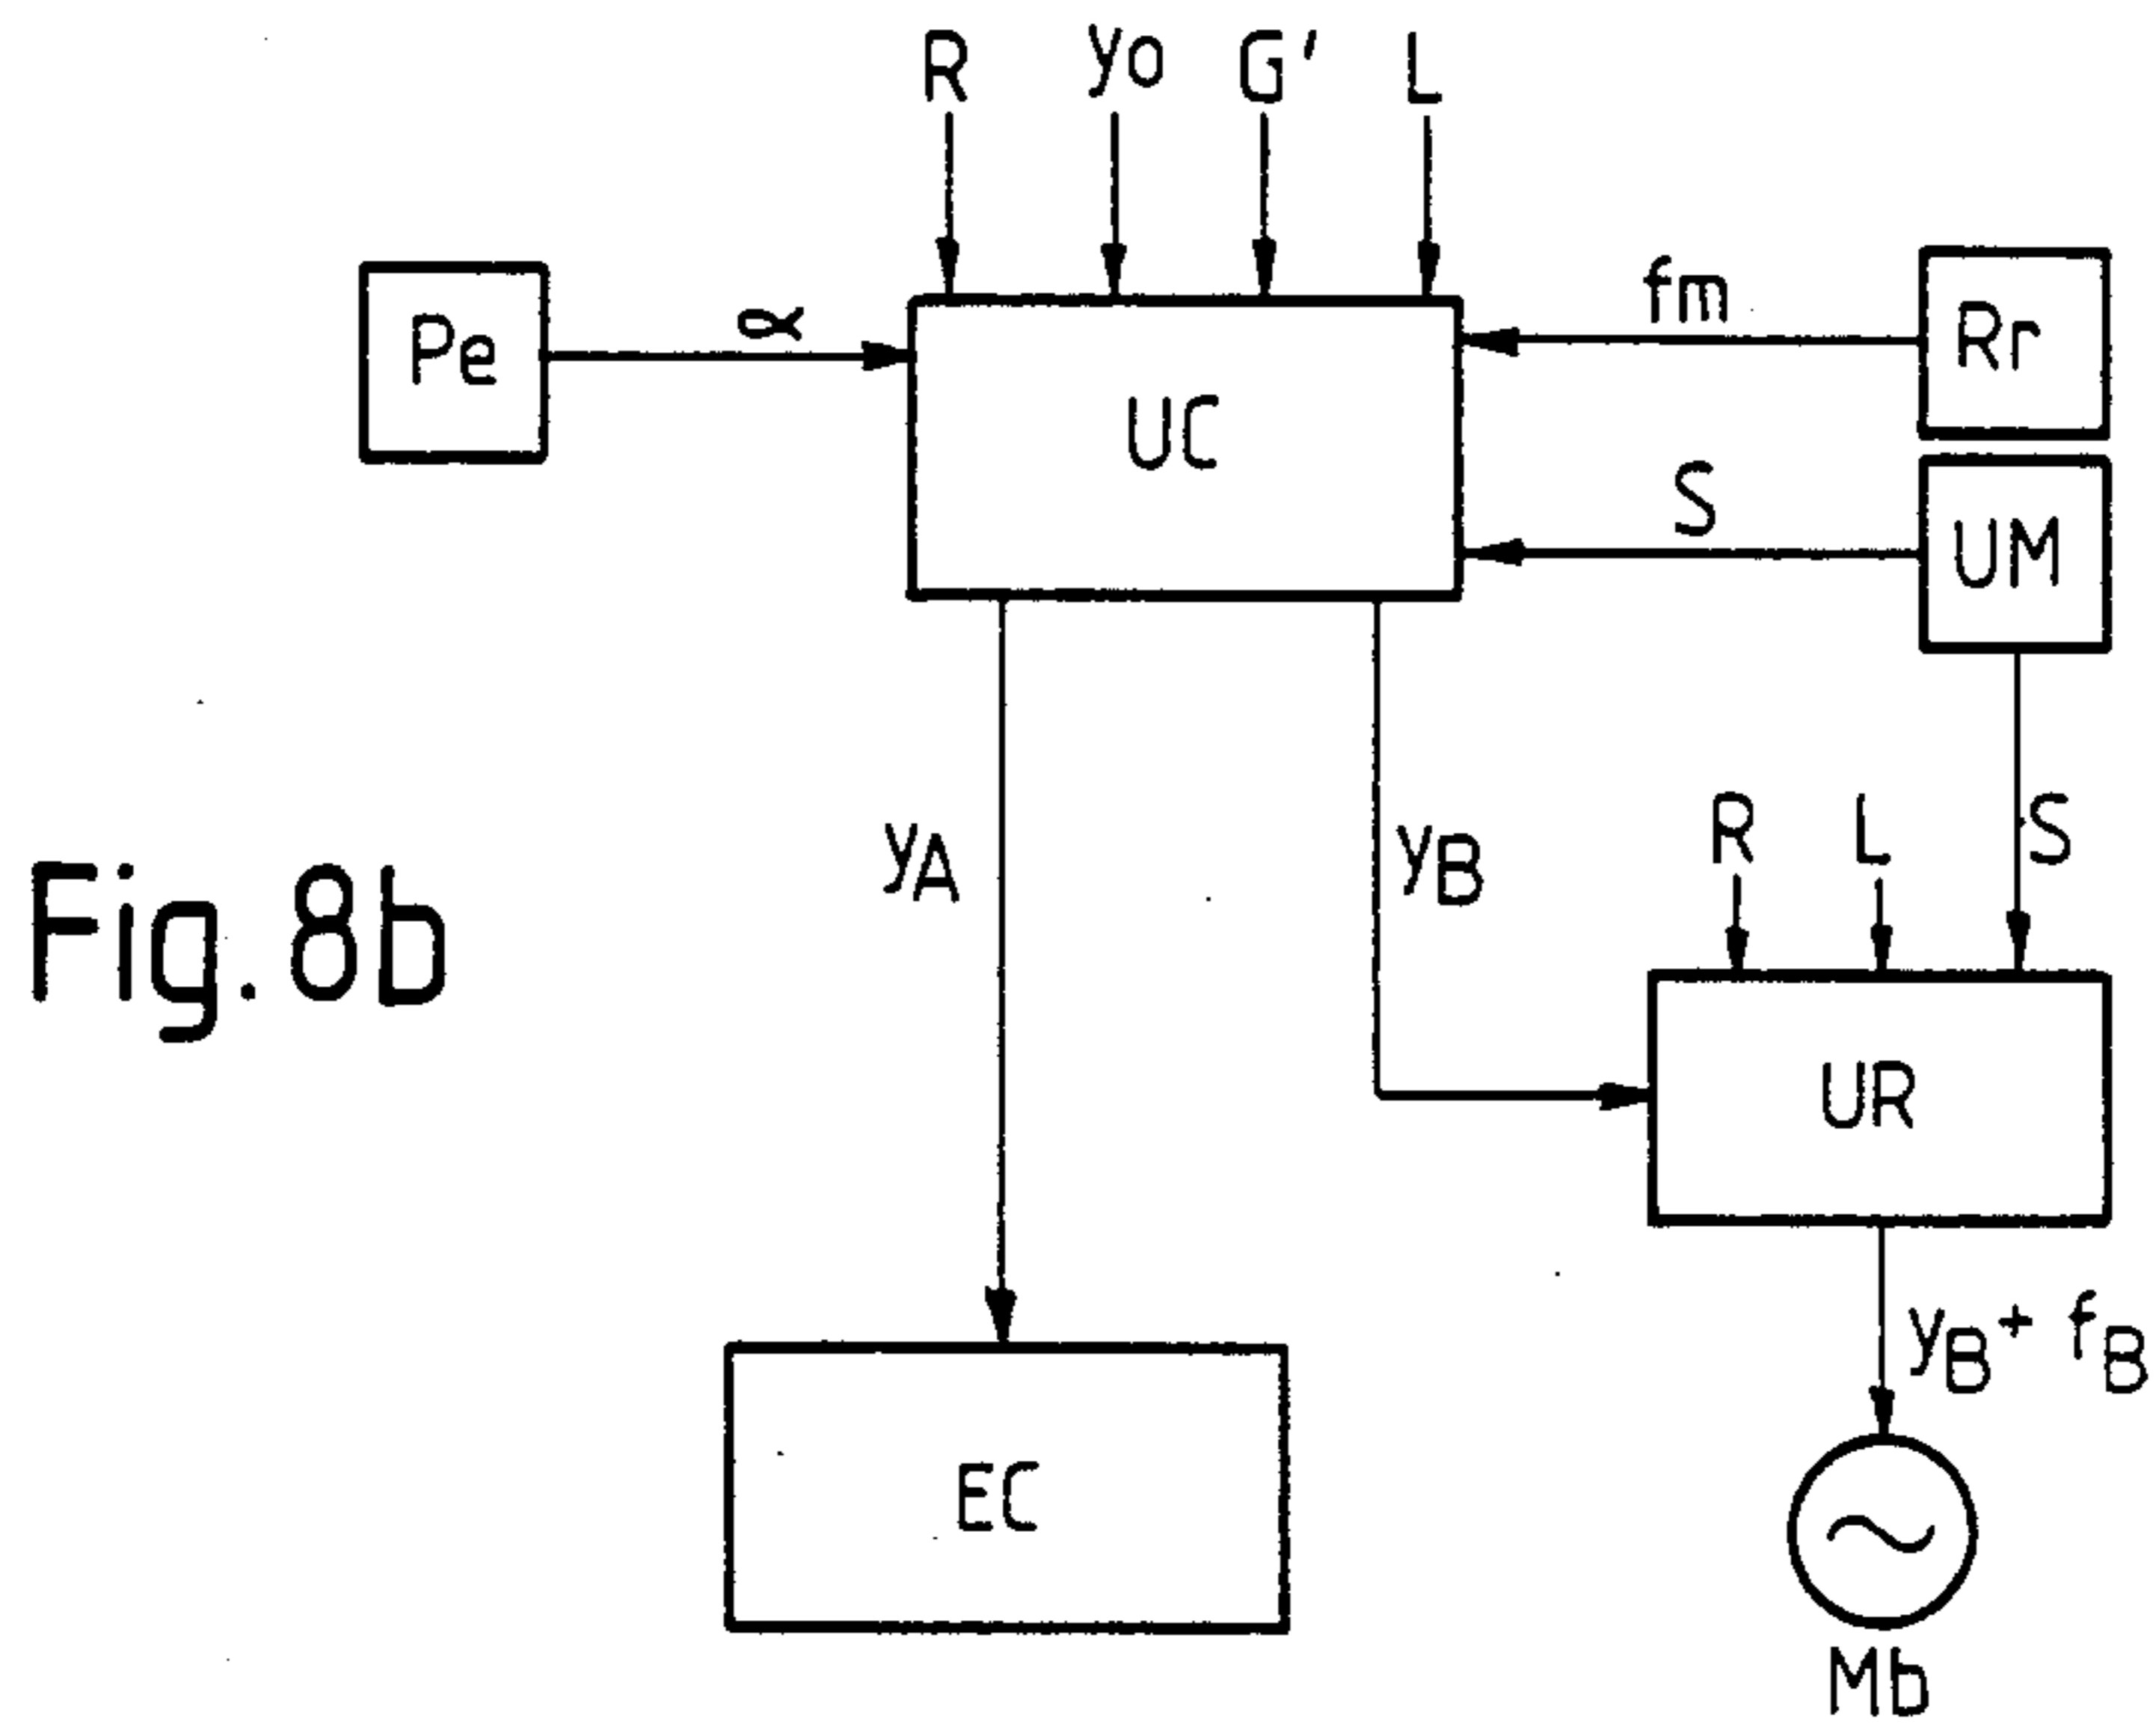 R yo G' L
Pe
α
UC
fm
Rr
S
UM
yA
yB
R L S
UR
Fig. 8b
yB + fB
EC
Mb